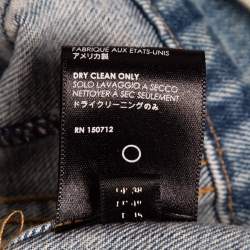 FABRIQUE AUX ETATS-UNIS
アメリカ製
DRY CLEAN ONLY
SOLO LAVAGGIO A SECCO
NETTOYER À SEC SEULEMENT
ドライクリーニングのみ
RN 150712